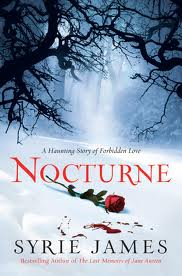 A Haunting Story of Forbidden Love
NOCTURNE
SYRIE JAMES
Bestselling Author of The Lost Memoirs of Jane Austen